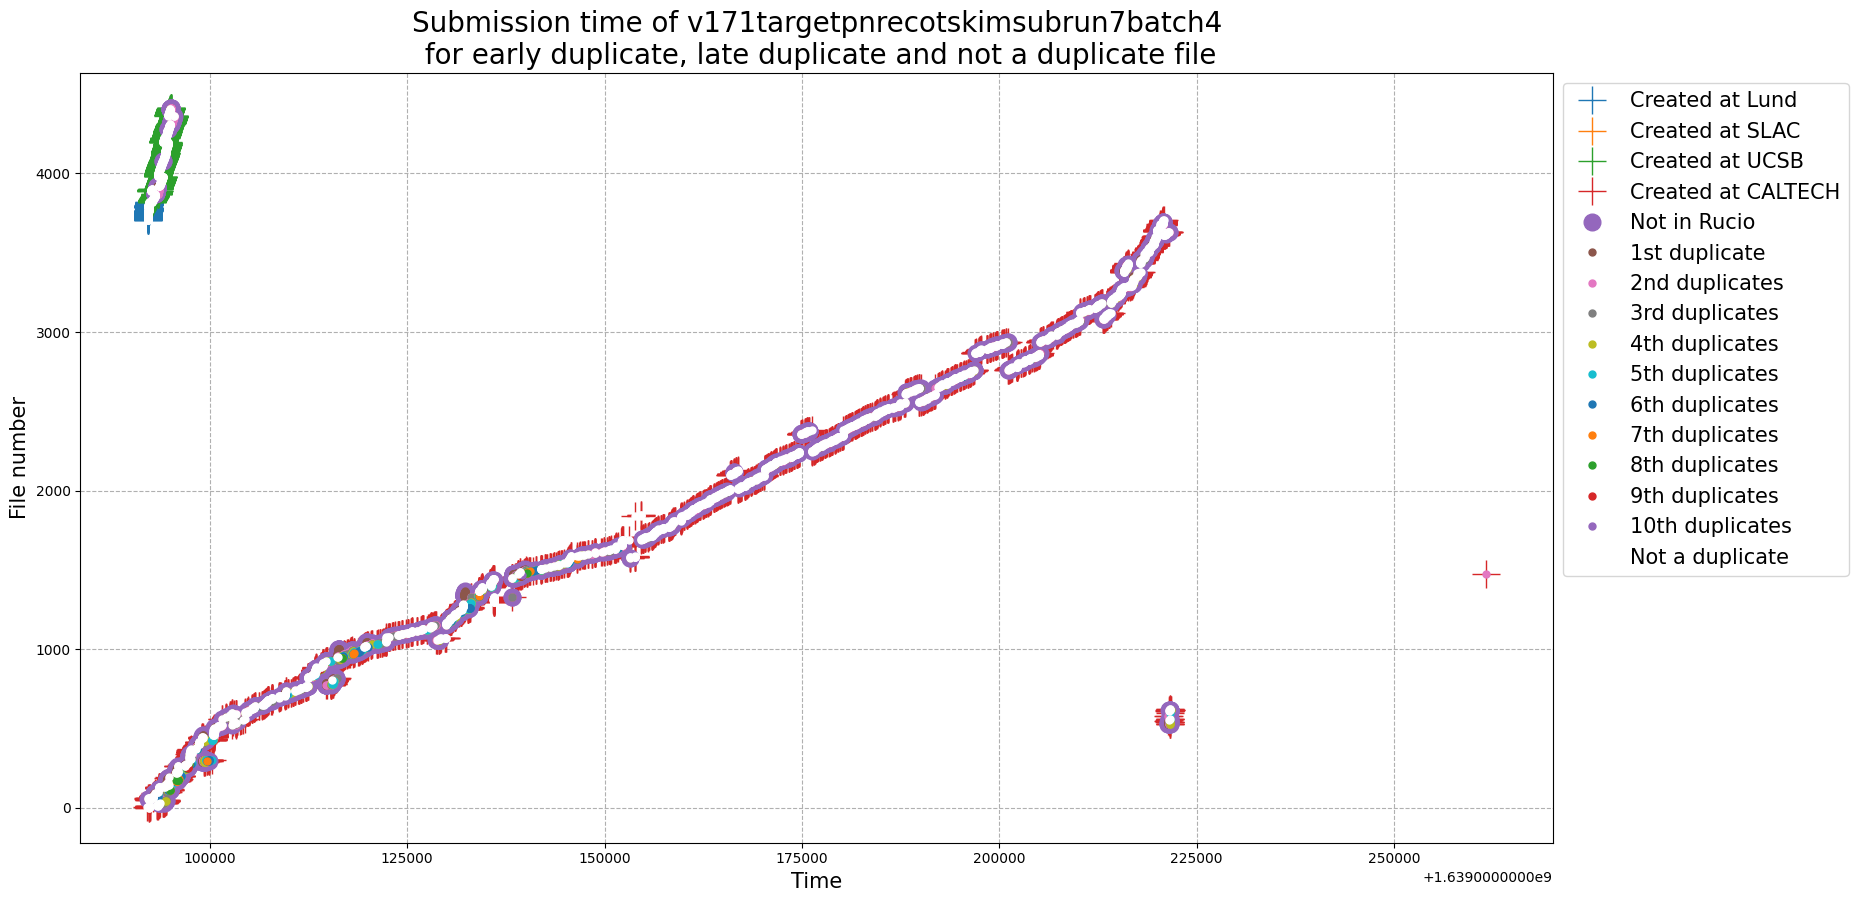 Submission time of v171targetpnrecotskimsubrun7batch4
for early duplicate, late duplicate and not a duplicate file
File number
4000
3000
2000
1000
0
100000
125000
150000
175000
200000
225000
250000
+1.6390000000e9
Time
Created at Lund
Created at SLAC
Created at UCSB
Created at CALTECH
Not in Rucio
1st duplicate
2nd duplicates
3rd duplicates
4th duplicates
5th duplicates
6th duplicates
7th duplicates
8th duplicates
9th duplicates
10th duplicates
Not a duplicate